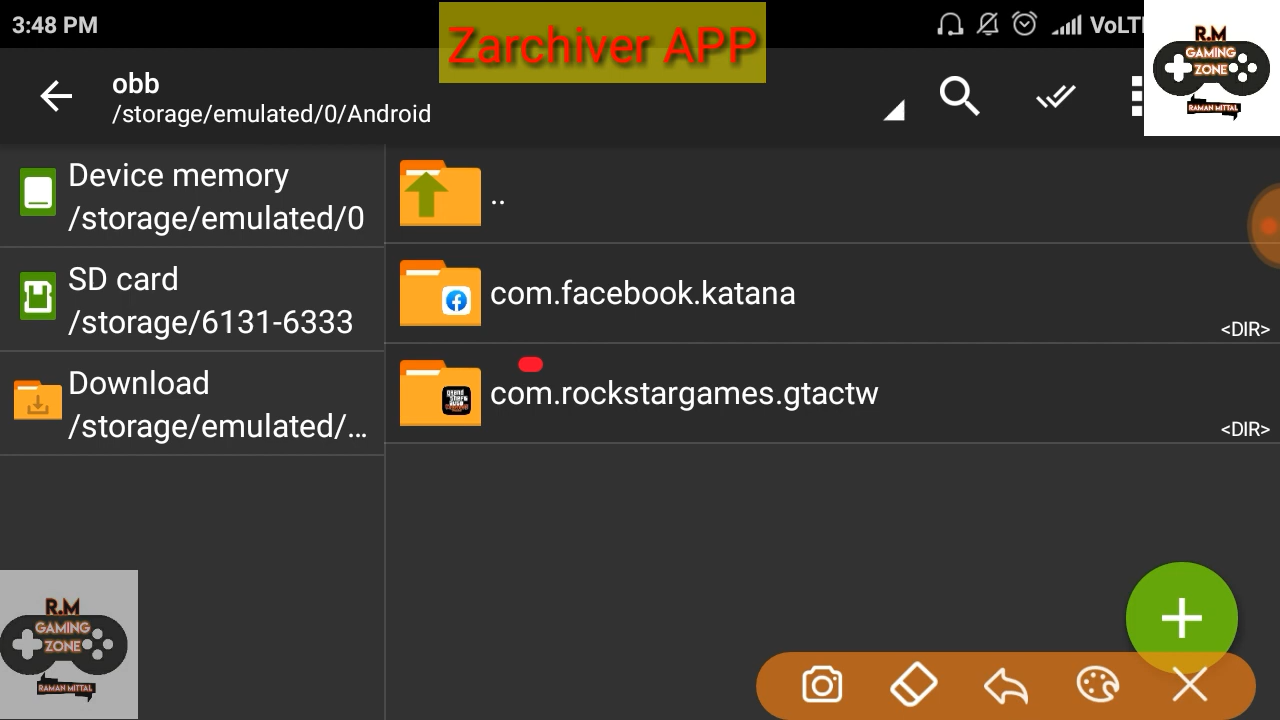 3:48 PM
Zarchiver APP
VoLT
R.M
GAMING
ZONE
RAMAN MITTAL
obb
/storage/emulated/0/Android
Device memory
/storage/emulated/0
SD card
/storage/6131-6333
Download
/storage/emulated/...
..
com.facebook.katana
<DIR>
com.rockstargames.gtactw
<DIR>
R.M
GAMING
ZONE
RAMAN MITTAL